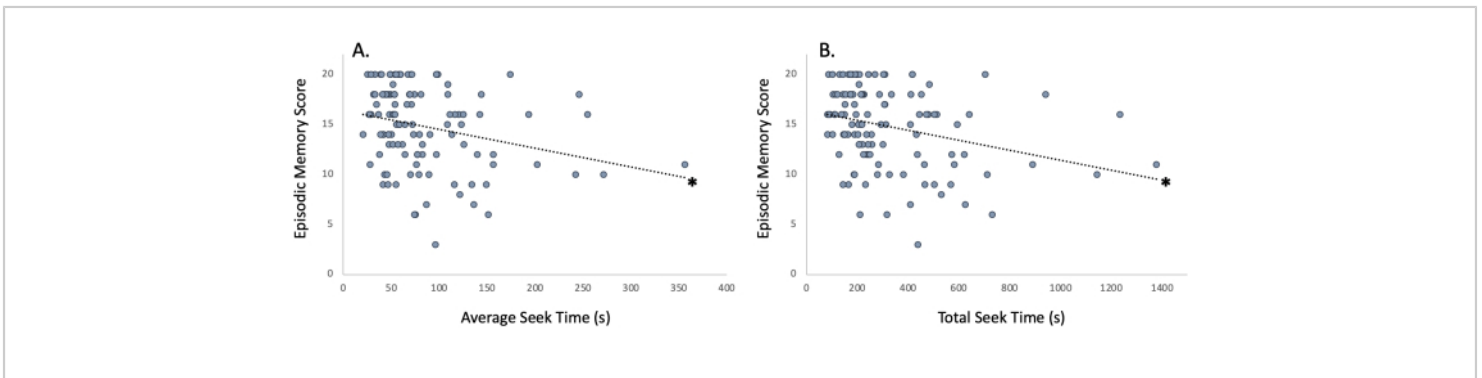 A.
Episodic Memory Score
20
15
10
5
0
0 50 100 150 200 250 300 350 400
Average Seek Time (s)
*
B.
Episodic Memory Score
20
15
10
5
0
0 200 400 600 800 1000 1200 1400
Total Seek Time (s)
*